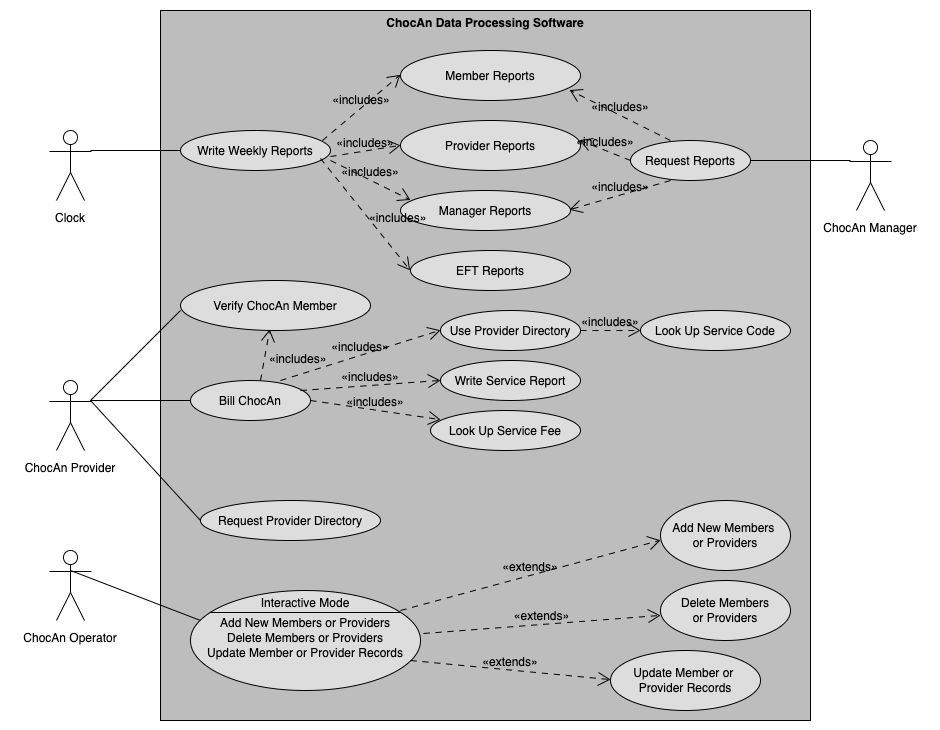 ChocAn Data Processing Software
Member Reports
«includes»
«includes»
Clock
Write Weekly Reports
«includes»
Provider Reports
«includes»
Request Reports
ChocAn Manager
«includes»
Manager Reports
«includes»
«includes»
EFT Reports
Verify ChocAn Member
«includes»
«includes»
Use Provider Directory
«includes»
Look Up Service Code
ChocAn Provider
Bill ChocAn
«includes»
Write Service Report
«includes»
Look Up Service Fee
Request Provider Directory
ChocAn Operator
Interactive Mode
Add New Members or Providers
Delete Members or Providers
Update Member or Provider Records
«extends»
Add New Members
or Providers
«extends»
Delete Members
or Providers
«extends»
Update Member or
Provider Records